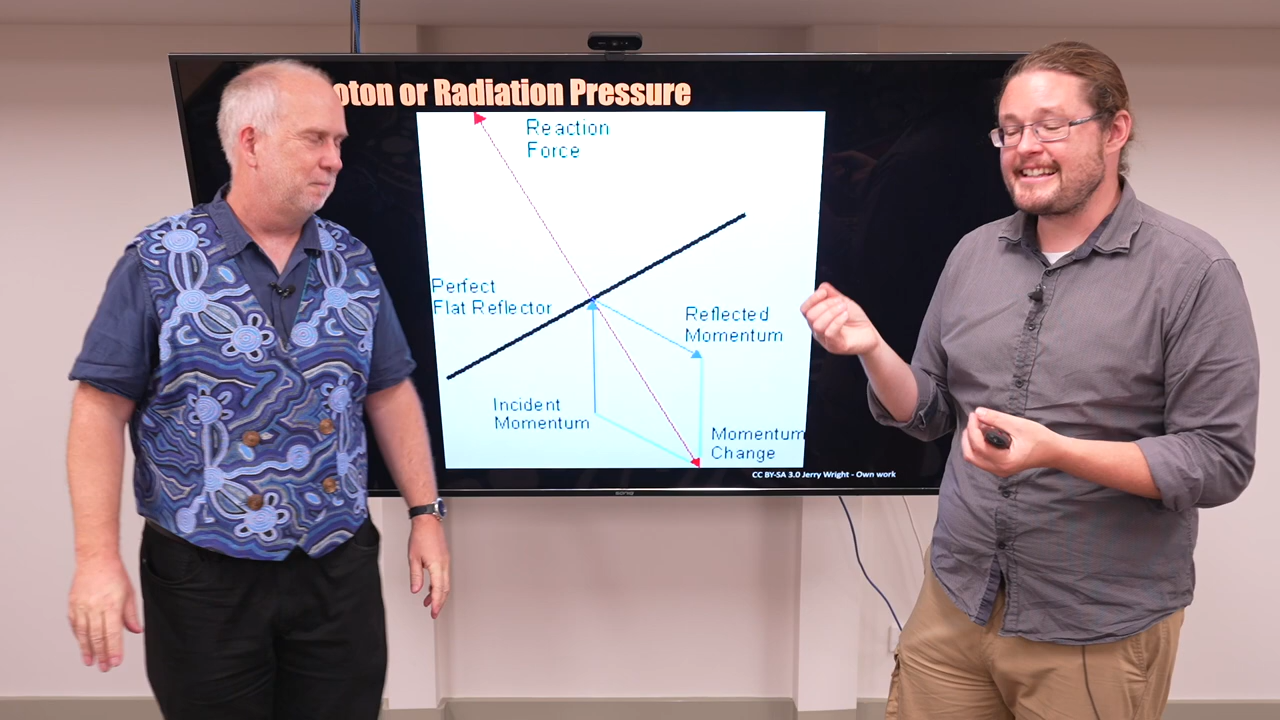 oton or Radiation Pressure
Reaction
Force
Perfect
Flat Reflector
Reflected
Momentum
Incident
Momentum
Momentum
Change
CC BY-SA 3.0 Jerry Wright - Own work
SONY